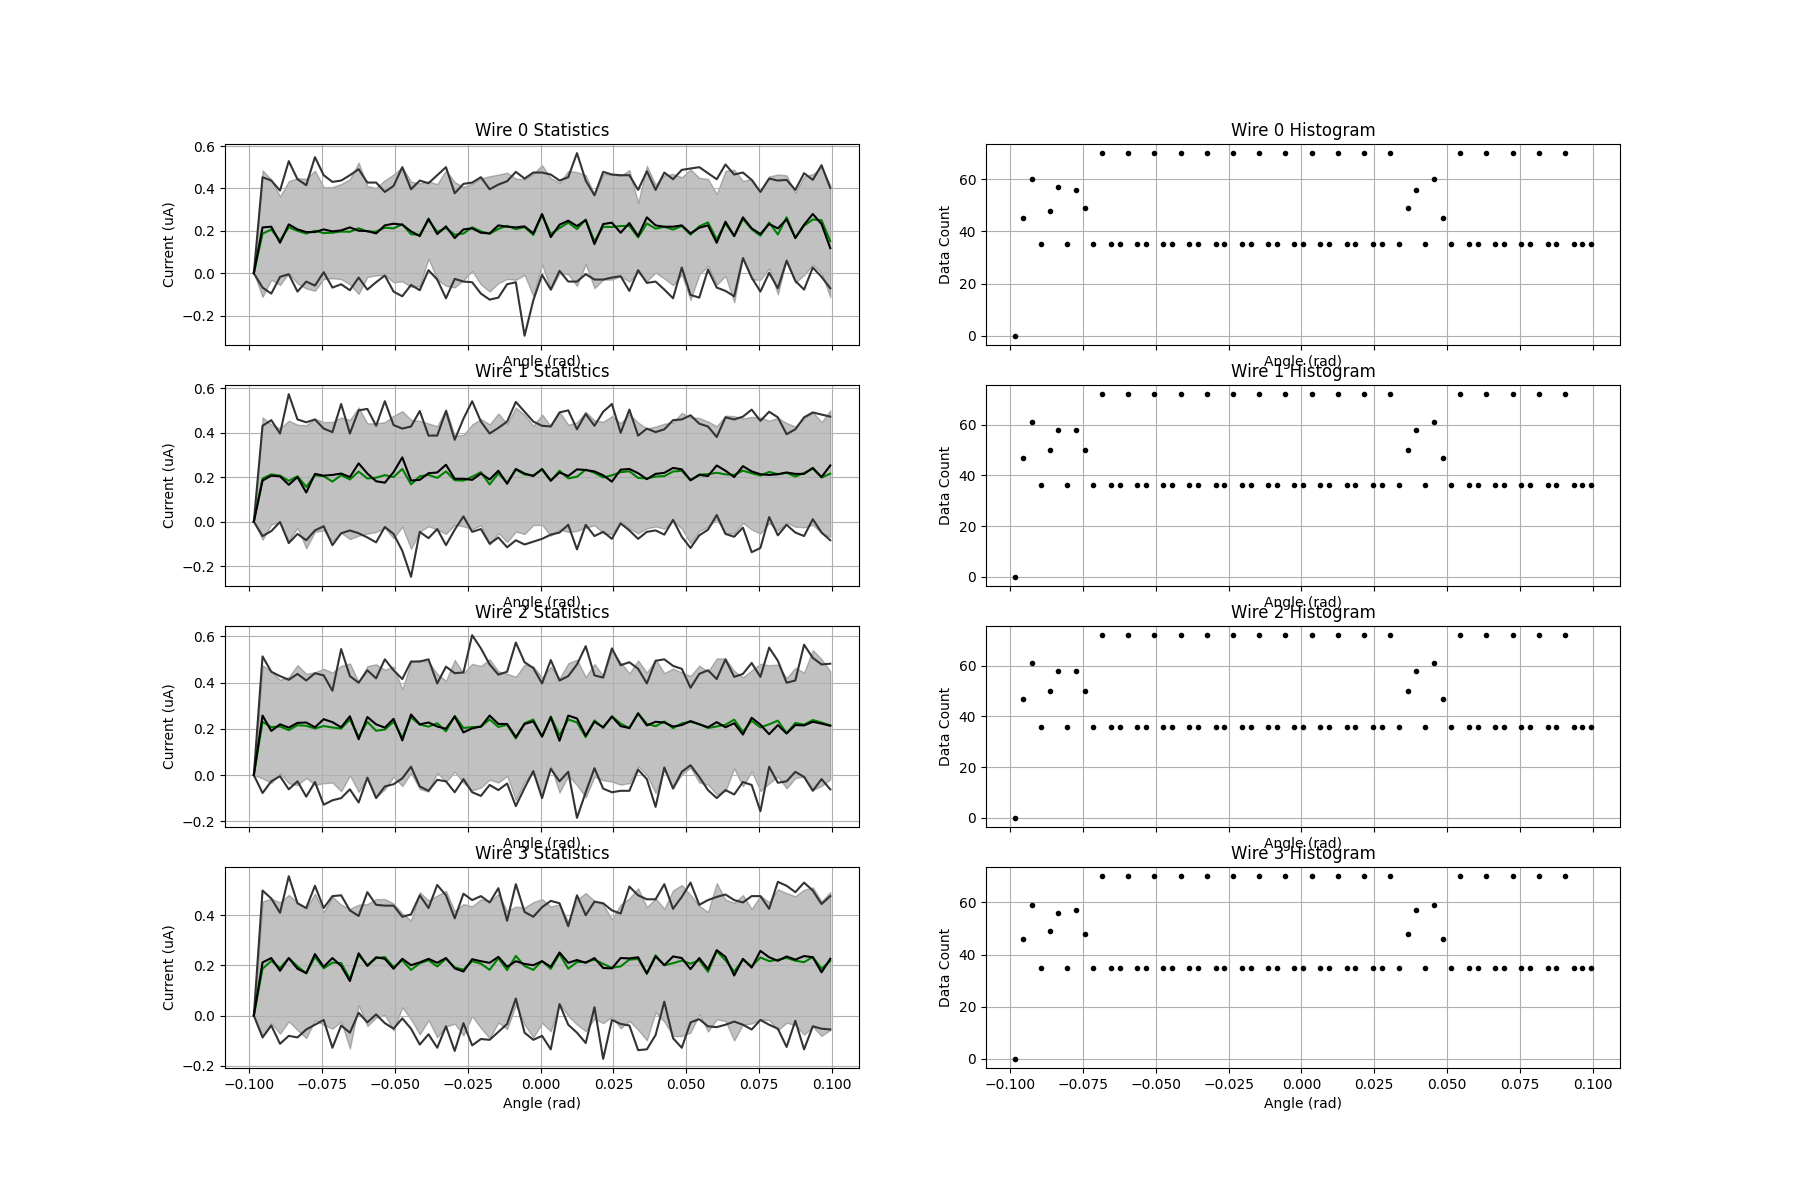 Wire 0 Statistics
Wire 0 Histogram
0.6
0.4
0.2
0.0
−0.2
Current (uA)
Angle (rad)
60
40
20
0
Data Count
Angle (rad)
Wire 1 Statistics
Wire 1 Histogram
0.6
0.4
0.2
0.0
−0.2
Current (uA)
Angle (rad)
60
40
20
0
Data Count
Angle (rad)
Wire 2 Statistics
Wire 2 Histogram
0.6
0.4
0.2
0.0
−0.2
Current (uA)
Angle (rad)
60
40
20
0
Data Count
Angle (rad)
Wire 3 Statistics
Wire 3 Histogram
0.4
0.2
0.0
−0.2
Current (uA)
−0.100 −0.075 −0.050 −0.025 0.000 0.025 0.050 0.075 0.100
Angle (rad)
60
40
20
0
Data Count
−0.100 −0.075 −0.050 −0.025 0.000 0.025 0.050 0.075 0.100
Angle (rad)